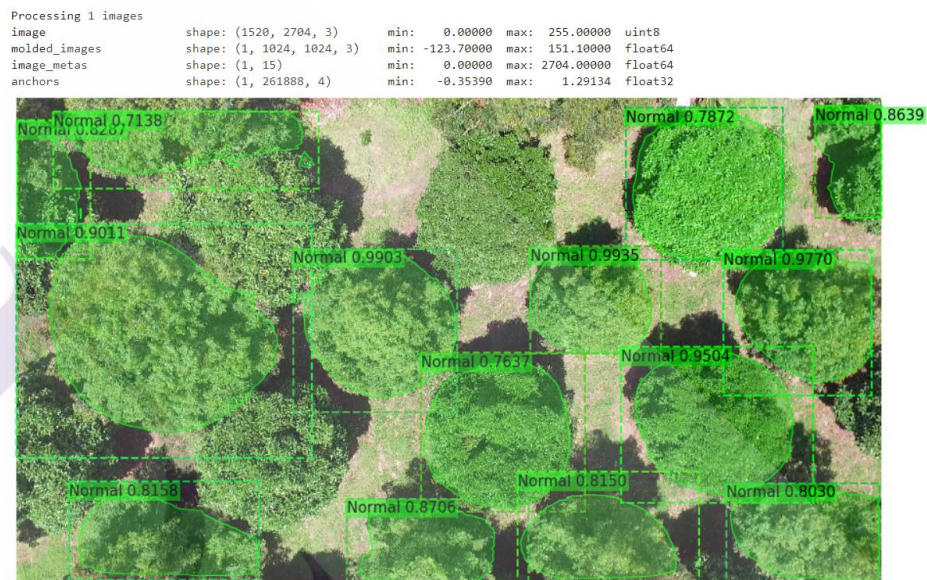 Processing 1 images
image shape: (1520, 2704, 3) min: 0.00000 max: 255.00000 uint8
molded_images shape: (1, 1024, 1024, 3) min: -123.70000 max: 151.10000 float64
image_metas shape: (1, 15) min: 0.00000 max: 2704.00000 float64
anchors shape: (1, 261888, 4) min: -0.35390 max: 1.29134 float32
Normal 0.7138
Normal 0.8287
Normal 0.7872
Normal 0.8639
Normal 0.9011
Normal 0.9903
Normal 0.9935
Normal 0.9770
Normal 0.7637
Normal 0.9504
Normal 0.8158
Normal 0.8706
Normal 0.8150
Normal 0.8030